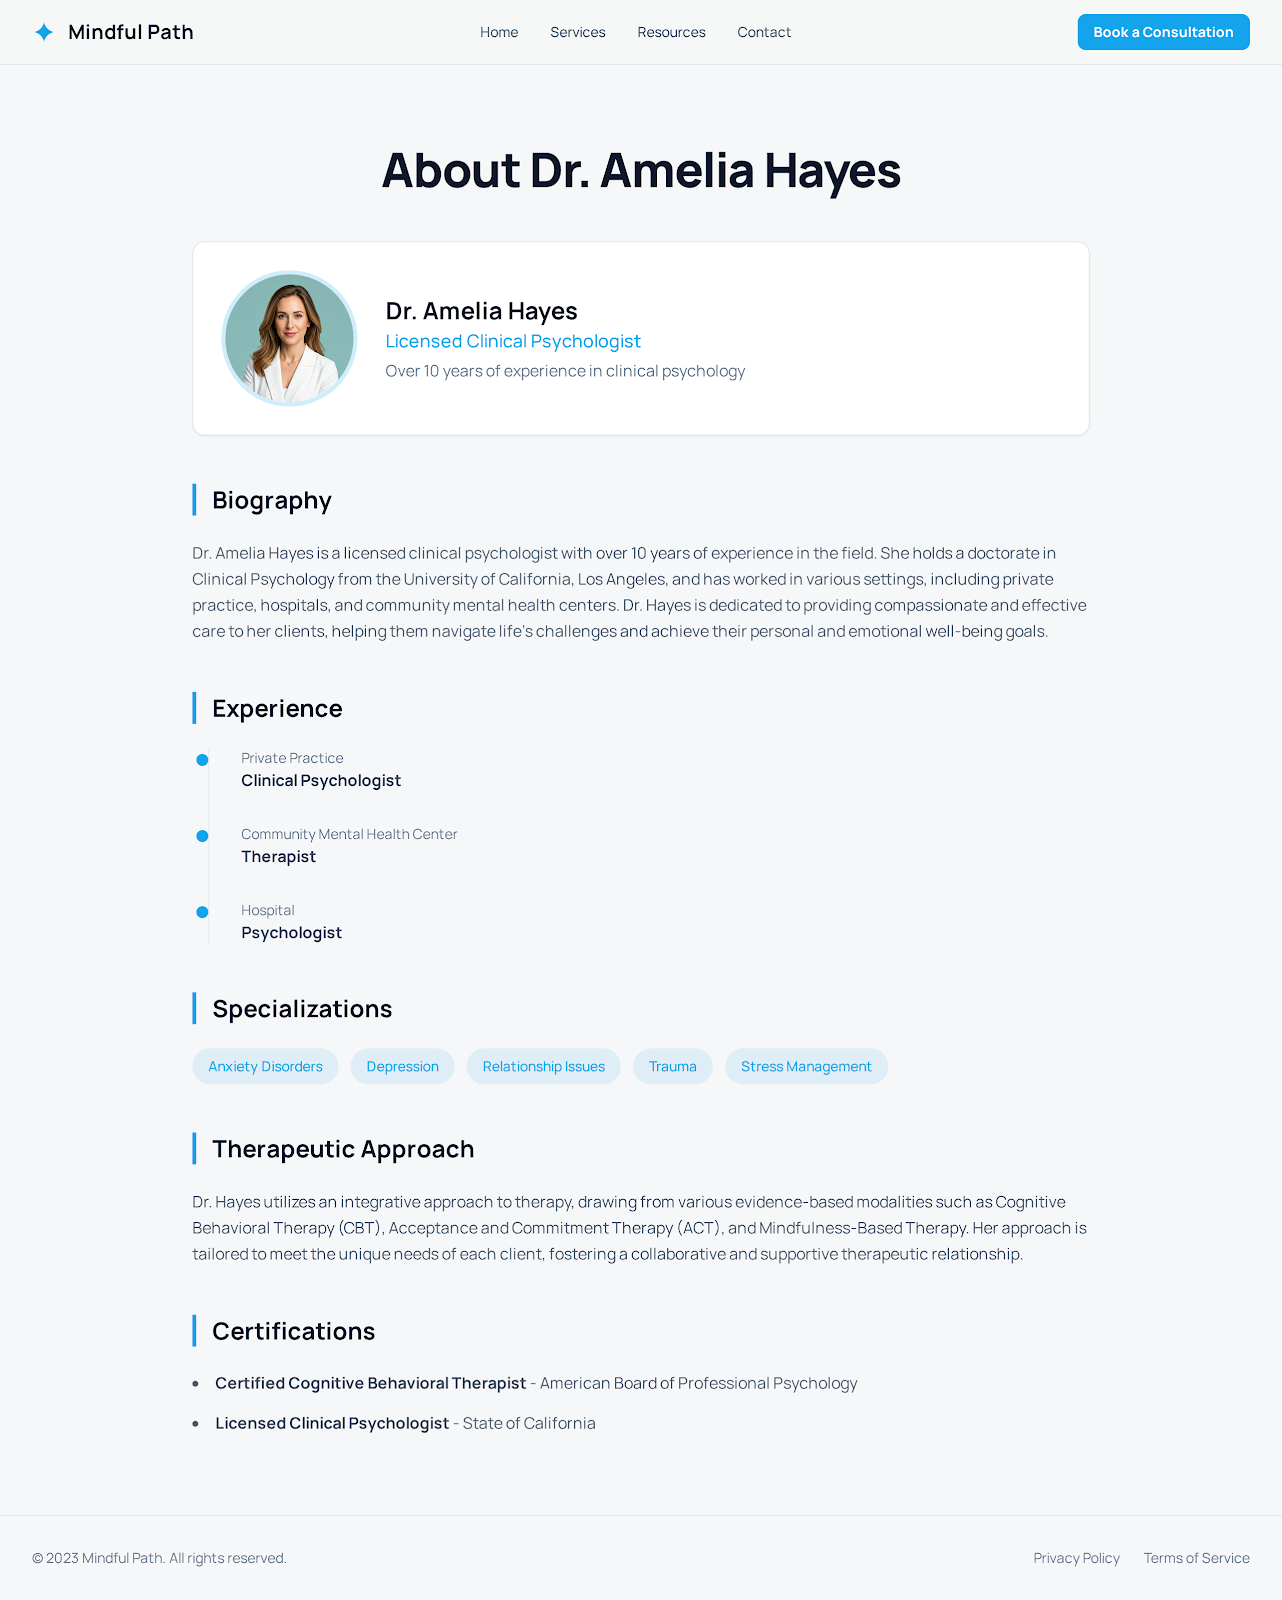 Mindful Path
Home
Services
Resources
Contact
Book a Consultation
About Dr. Amelia Hayes
Dr. Amelia Hayes
Licensed Clinical Psychologist
Over 10 years of experience in clinical psychology
Biography
Dr. Amelia Hayes is a licensed clinical psychologist with over 10 years of experience in the field. She holds a doctorate in
Clinical Psychology from the University of California, Los Angeles, and has worked in various settings, including private
practice, hospitals, and community mental health centers. Dr. Hayes is dedicated to providing compassionate and effective
care to her clients, helping them navigate life's challenges and achieve their personal and emotional well-being goals.
Experience
Private Practice
Clinical Psychologist
Community Mental Health Center
Therapist
Hospital
Psychologist
Specializations
Anxiety Disorders
Depression
Relationship Issues
Trauma
Stress Management
Therapeutic Approach
Dr. Hayes utilizes an integrative approach to therapy, drawing from various evidence-based modalities such as Cognitive
Behavioral Therapy (CBT), Acceptance and Commitment Therapy (ACT), and Mindfulness-Based Therapy. Her approach is
tailored to meet the unique needs of each client, fostering a collaborative and supportive therapeutic relationship.
Certifications
• Certified Cognitive Behavioral Therapist - American Board of Professional Psychology
• Licensed Clinical Psychologist - State of California
© 2023 Mindful Path. All rights reserved.
Privacy Policy
Terms of Service